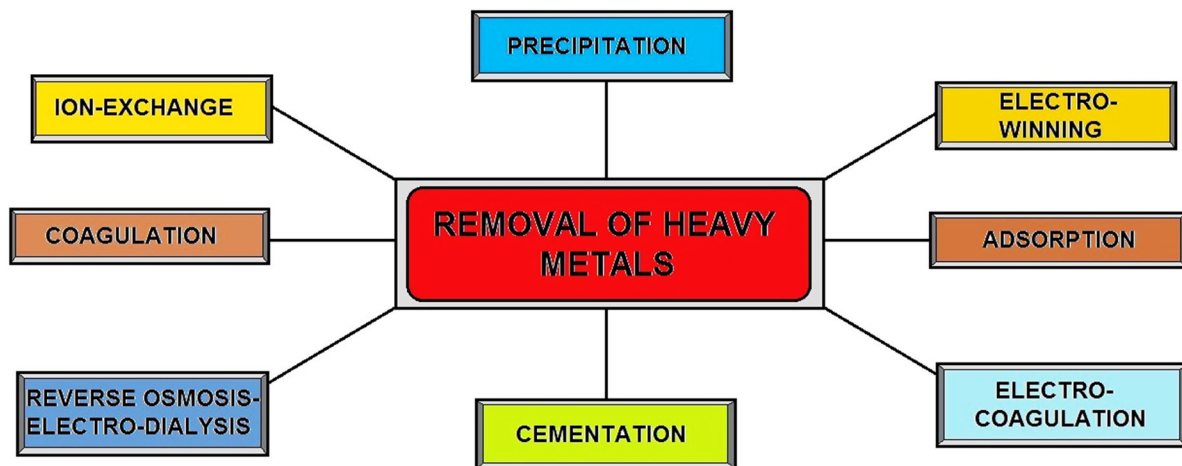 PRECIPITATION
ION-EXCHANGE
ELECTRO-
WINNING
REMOVAL OF HEAVY
METALS
COAGULATION
ADSORPTION
REVERSE OSMOSIS-
ELECTRO-DIALYSIS
CEMENTATION
ELECTRO-
COAGULATION